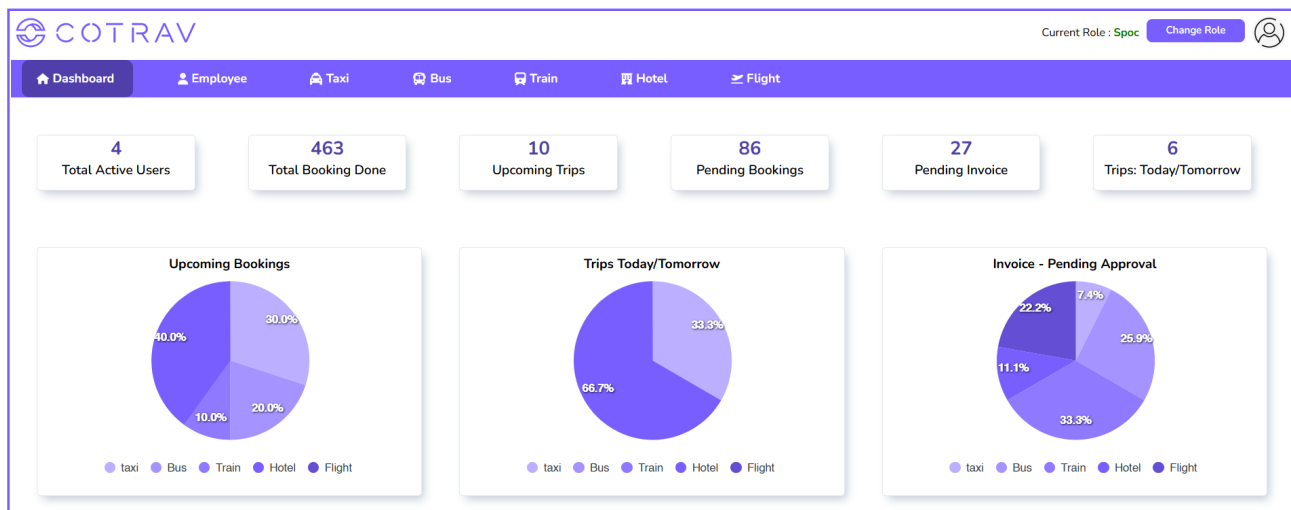 COTRAV
Current Role : Spoc Change Role
Dashboard Employee Taxi Bus Train Hotel Flight
4 463 10 86 27 6
Total Active Users Total Booking Done Upcoming Trips Pending Bookings Pending Invoice Trips: Today/Tomorrow
Upcoming Bookings
30.0%
40.0%
20.0%
10.0%
taxi Bus Train Hotel Flight
Trips Today/Tomorrow
33.3%
66.7%
taxi Bus Train Hotel Flight
Invoice - Pending Approval
7.4%
22.2%
25.9%
11.1%
33.3%
taxi Bus Train Hotel Flight